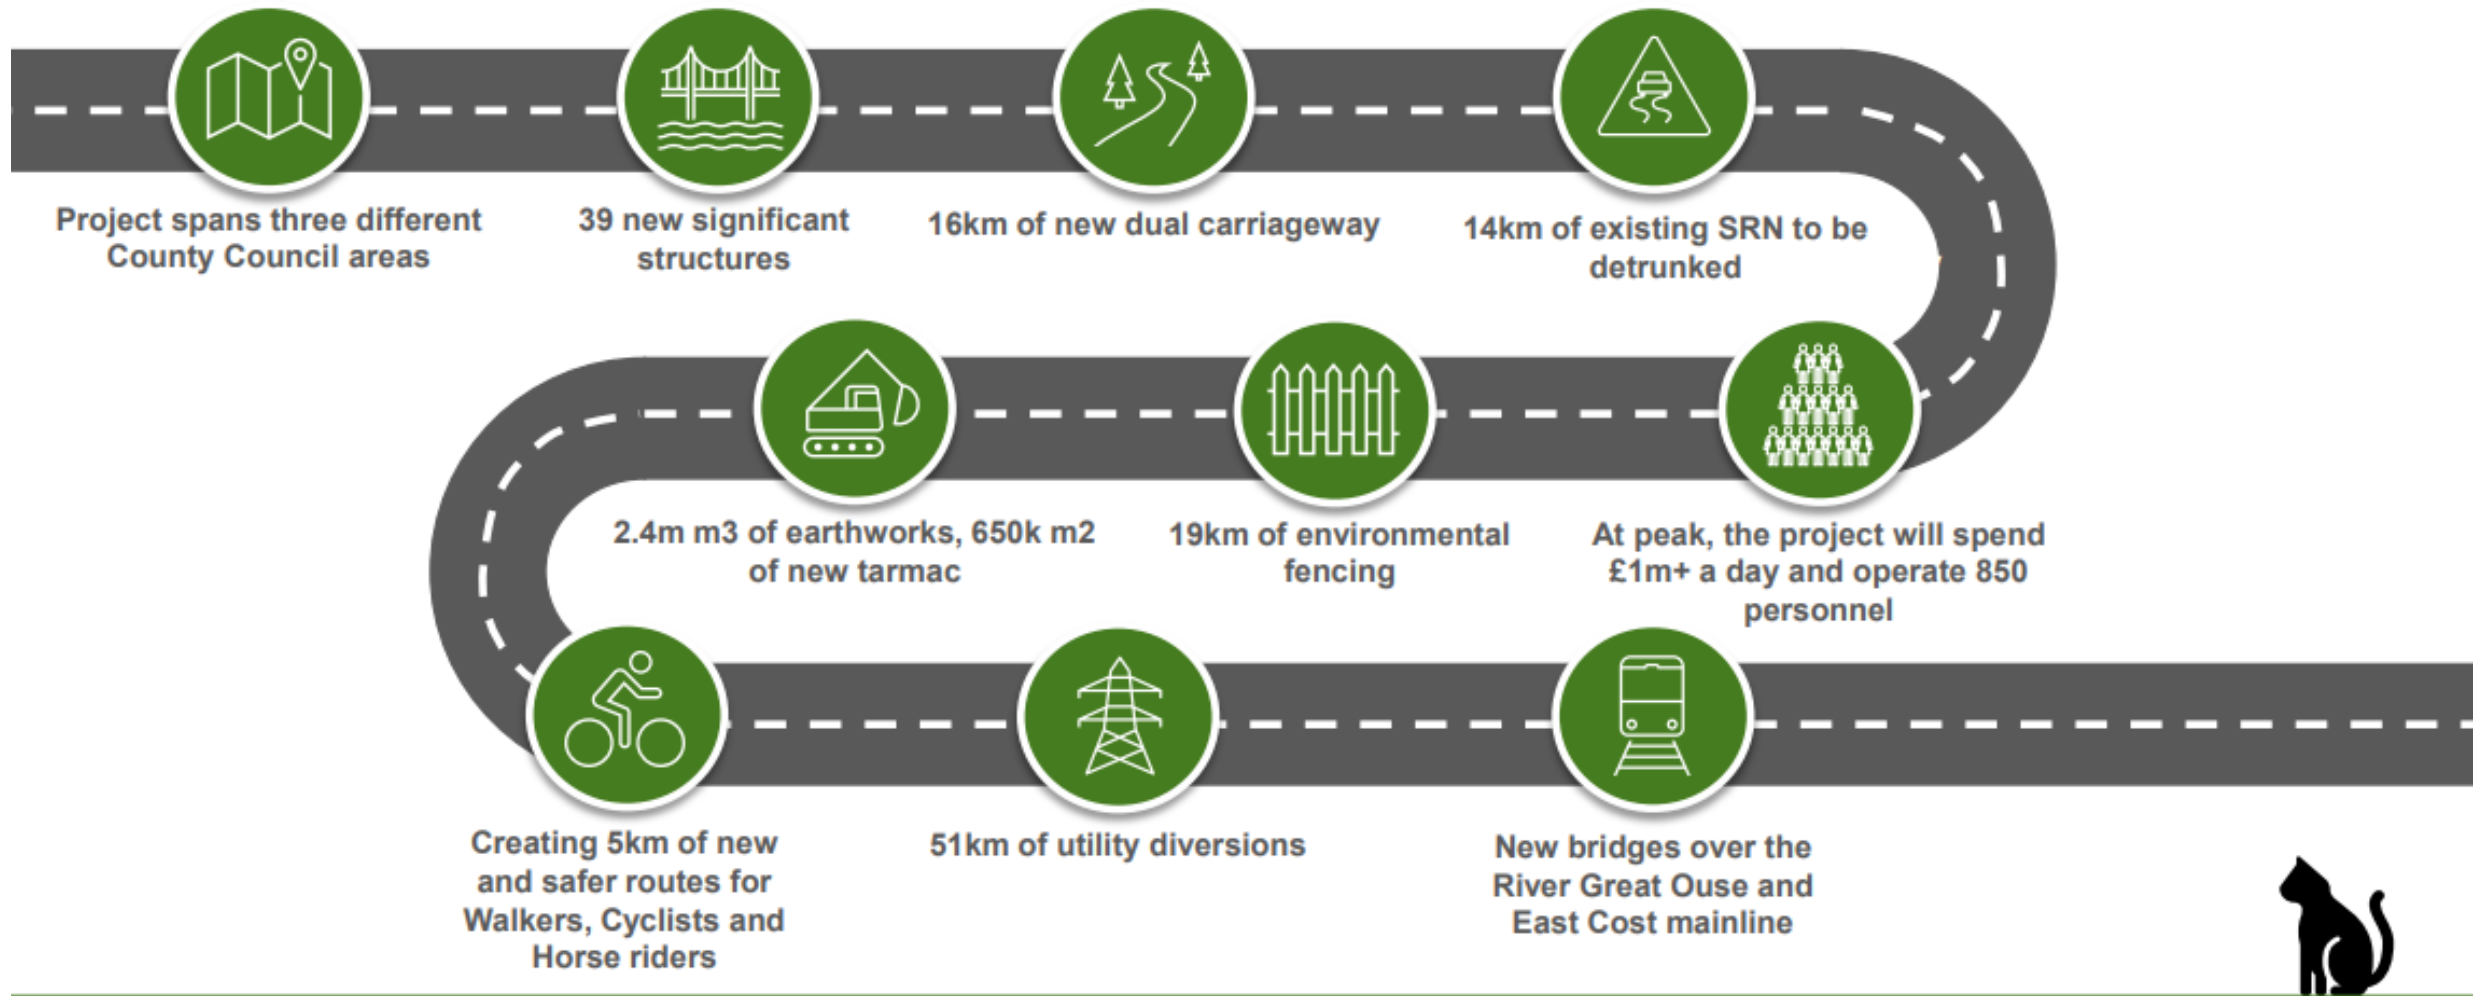 Project spans three different
County Council areas
39 new significant
structures
16km of new dual carriageway
14km of existing SRN to be
detrunked
2.4m m3 of earthworks, 650k m2
of new tarmac
19km of environmental
fencing
At peak, the project will spend
£1m+ a day and operate 850
personnel
Creating 5km of new
and safer routes for
Walkers, Cyclists and
Horse riders
51km of utility diversions
New bridges over the
River Great Ouse and
East Cost mainline